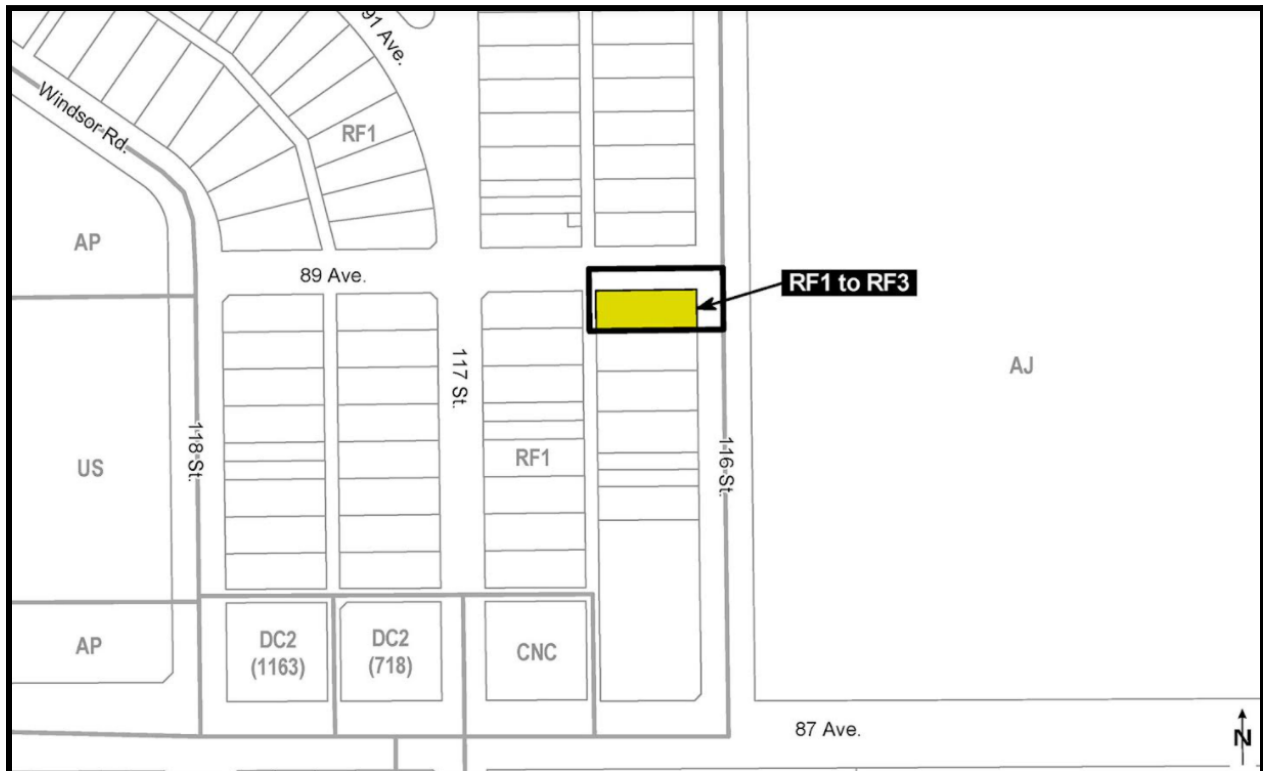 91 Ave.
Windsor Rd.
RF1
AP
89 Ave.
RF1 to RF3
117 St.
AJ
118 St.
US
RF1
116 St.
AP
DC2
(1163)
DC2
(718)
CNC
87 Ave.
N